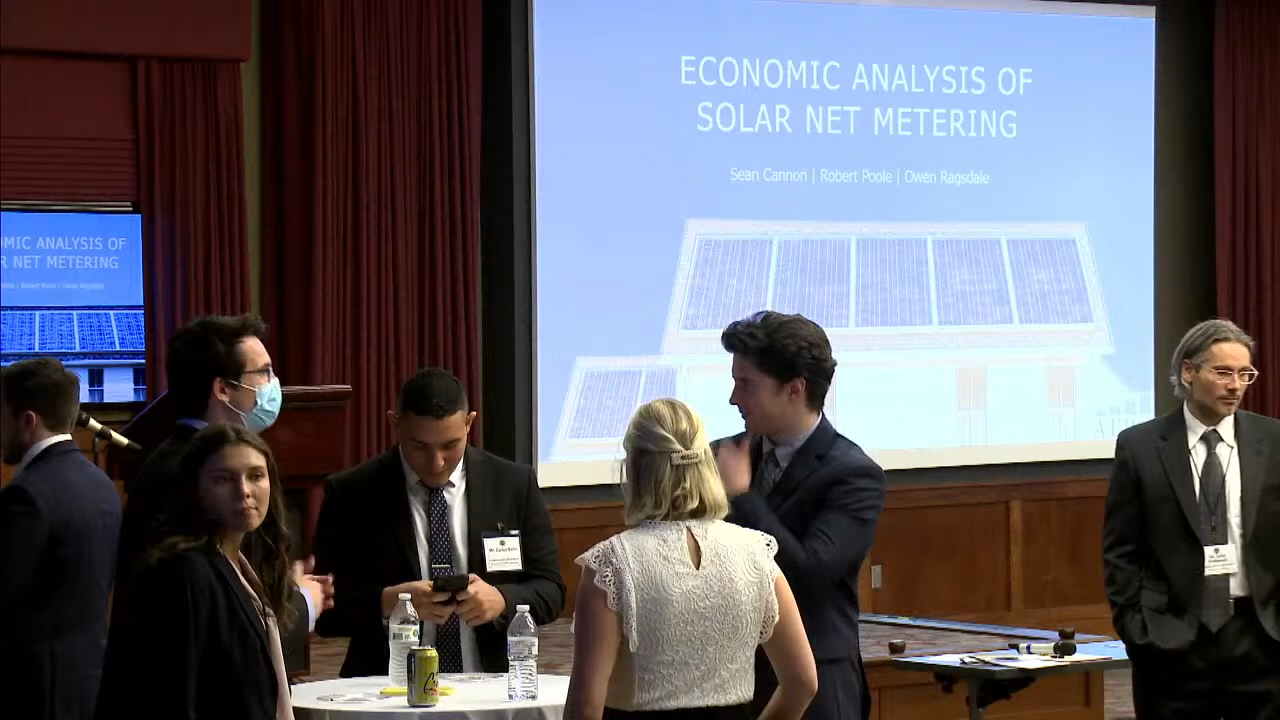 ECONOMIC ANALYSIS OF
SOLAR NET METERING
Sean Cannon | Robert Poole | Owen Ragsdale
OMIC ANALYSIS OF
R NET METERING